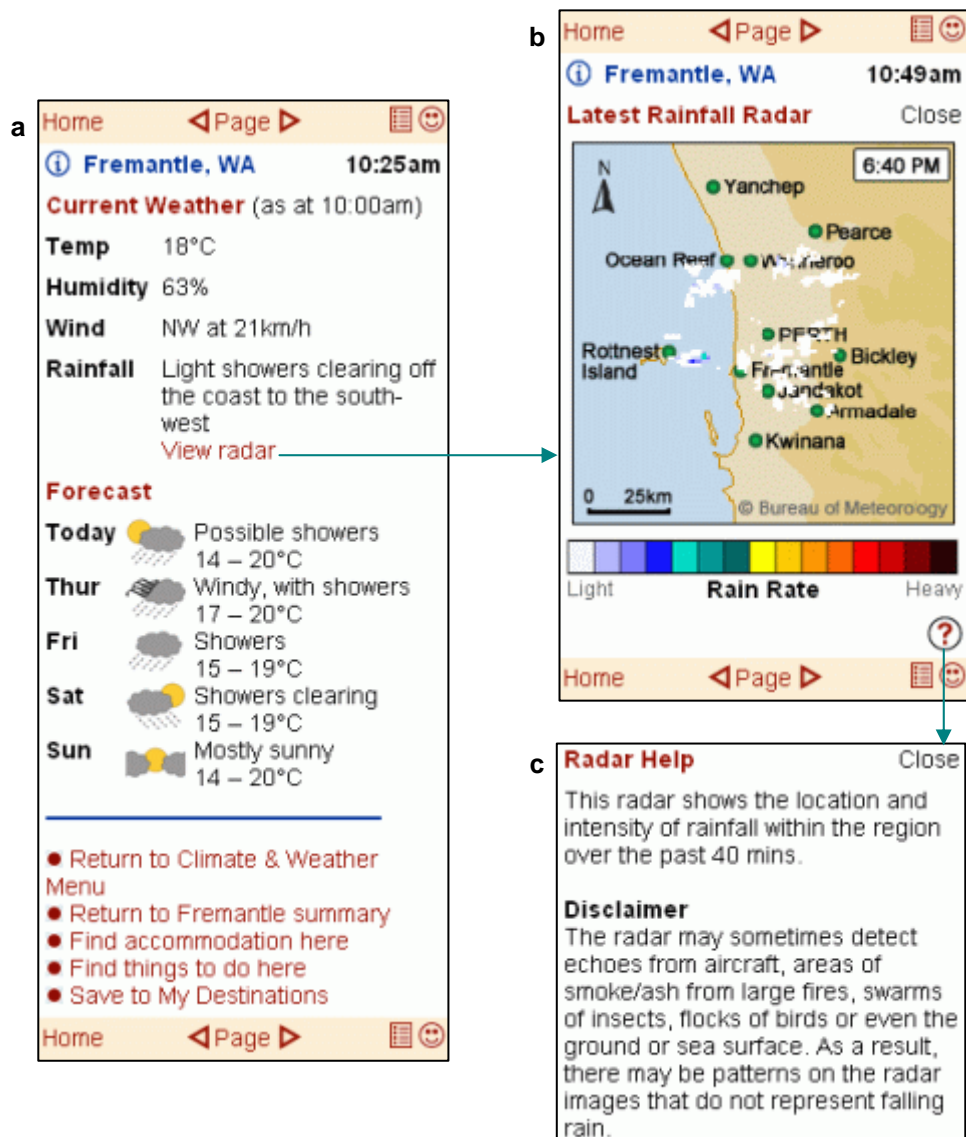 a
Home Page
Fremantle, WA 10:25am
Current Weather (as at 10:00am)
Temp 18°C
Humidity 63%
Wind NW at 21km/h
Rainfall Light showers clearing off
the coast to the south-
west
View radar
Forecast
Today Possible showers
14 – 20°C
Thur Windy, with showers
17 – 20°C
Fri Showers
15 – 19°C
Sat Showers clearing
15 – 19°C
Sun Mostly sunny
14 – 20°C
• Return to Climate & Weather
Menu
• Return to Fremantle summary
• Find accommodation here
• Find things to do here
• Save to My Destinations
Home Page
b
Home Page
Fremantle, WA 10:49am
Latest Rainfall Radar Close
N 6:40 PM
Yanchep
Pearce
Ocean Reef Wanneroo
PERTH
Rottnest Bickley
Island Fremantle
Jandakot
Armadale
Kwinana
0 25km
© Bureau of Meteorology
Light Rain Rate Heavy
?
Home Page
c
Radar Help Close
This radar shows the location and
intensity of rainfall within the region
over the past 40 mins.
Disclaimer
The radar may sometimes detect
echoes from aircraft, areas of
smoke/ash from large fires, swarms
of insects, flocks of birds or even the
ground or sea surface. As a result,
there may be patterns on the radar
images that do not represent falling
rain.